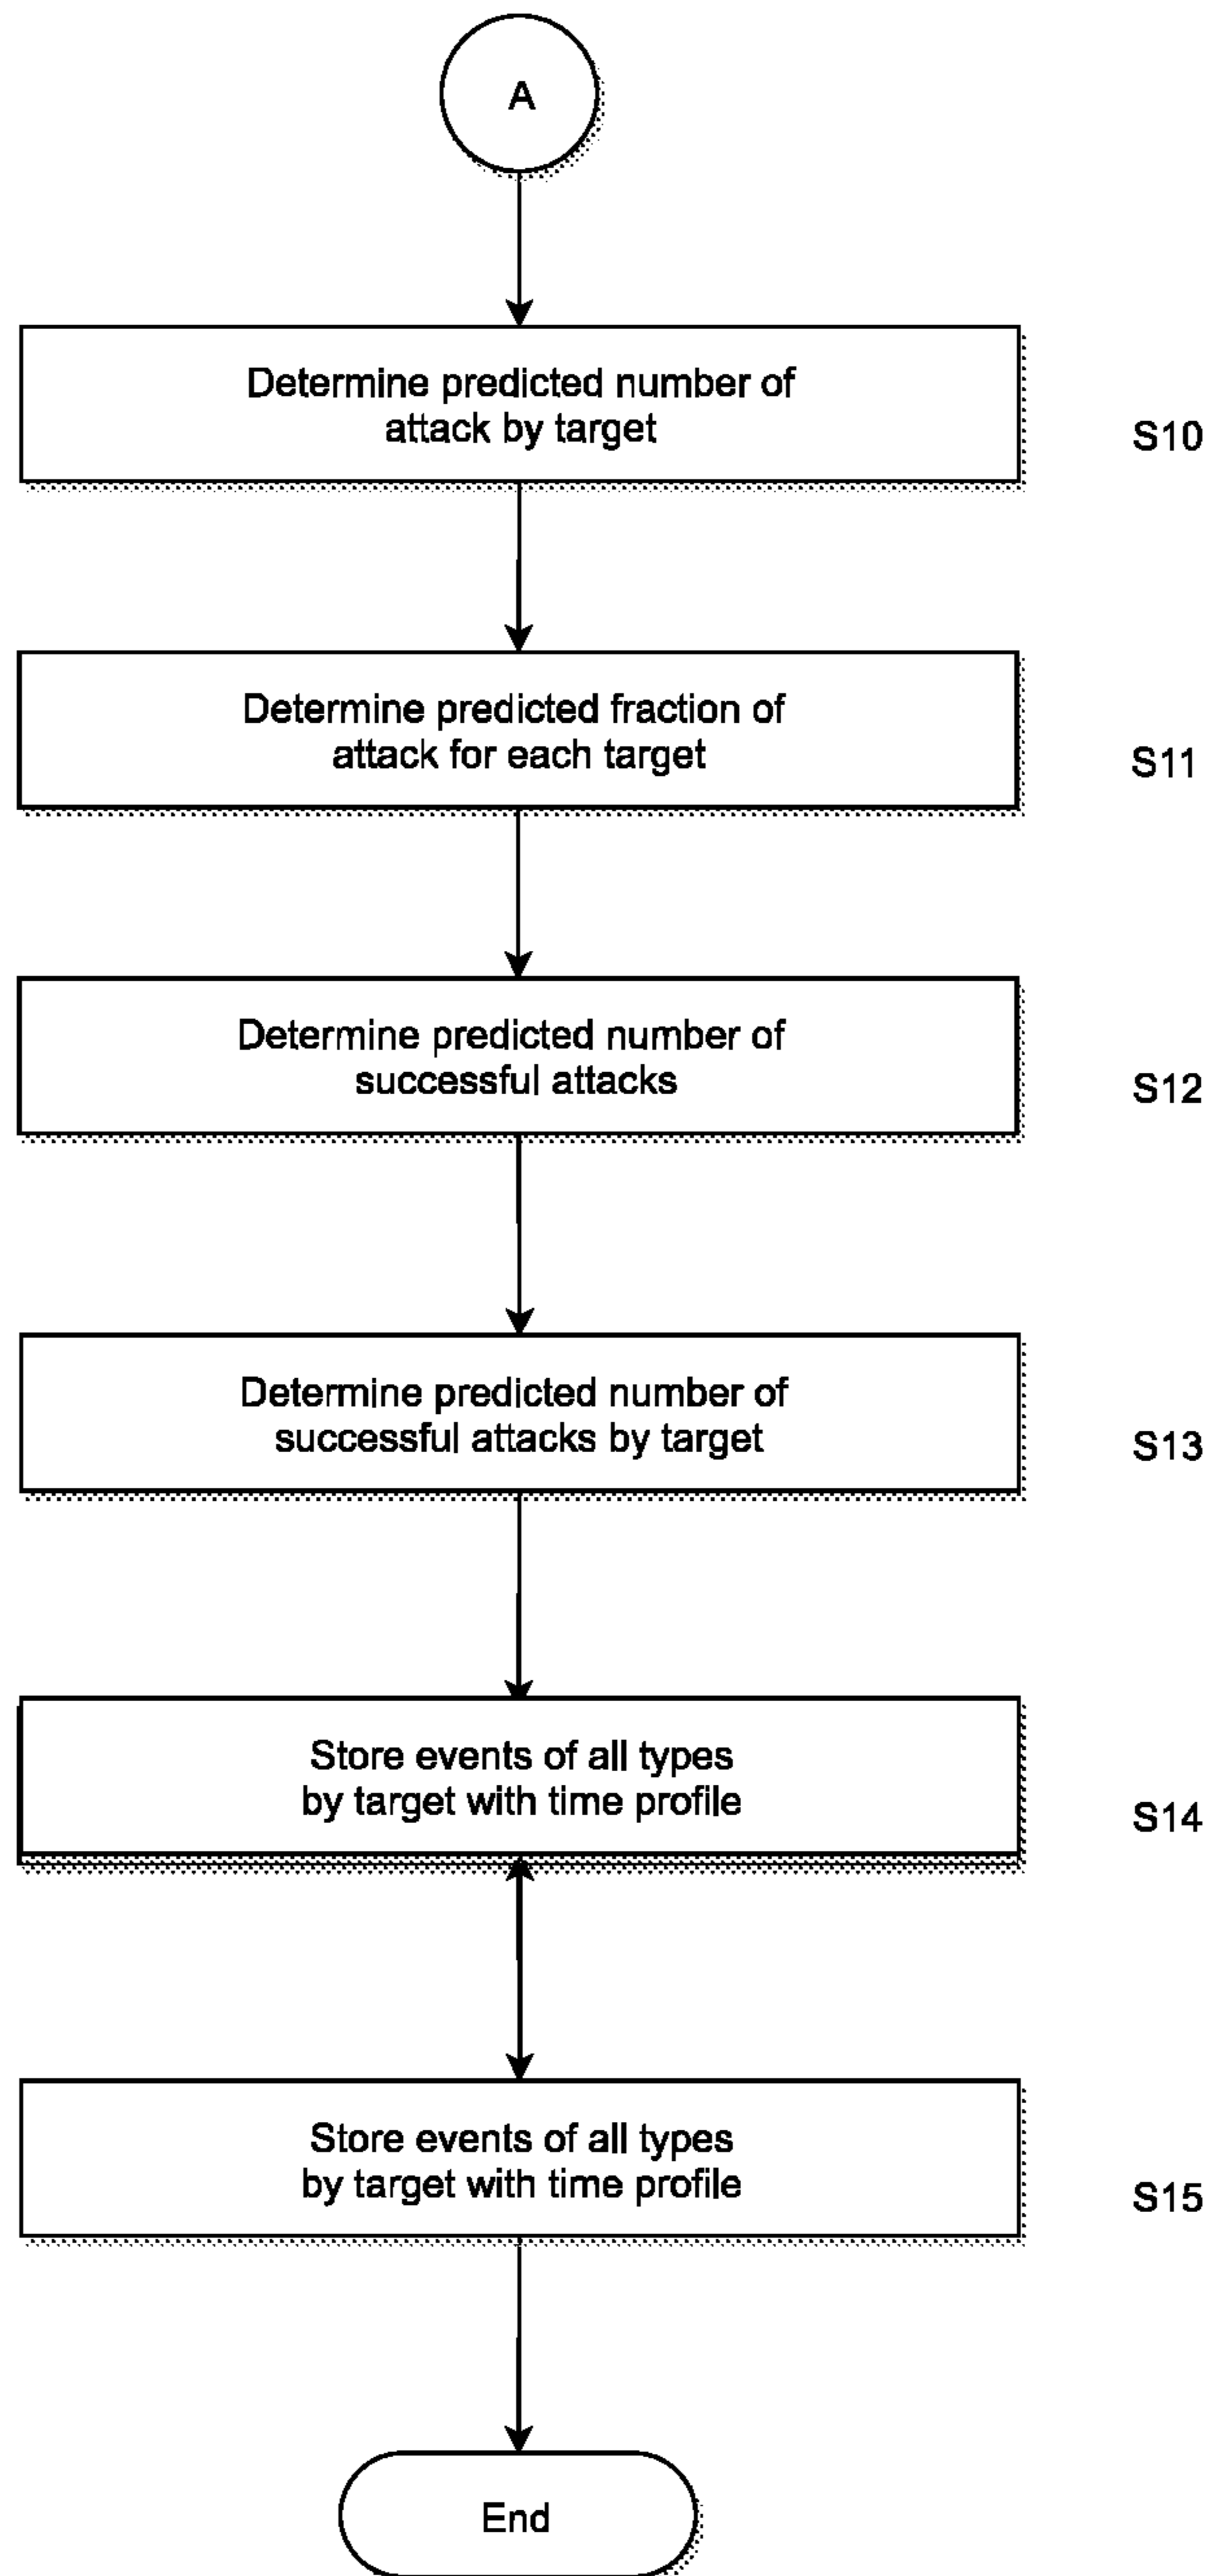 A
Determine predicted number of
attack by target
S10
Determine predicted fraction of
attack for each target
S11
Determine predicted number of
successful attacks
S12
Determine predicted number of
successful attacks by target
S13
Store events of all types
by target with time profile
S14
Store events of all types
by target with time profile
S15
End